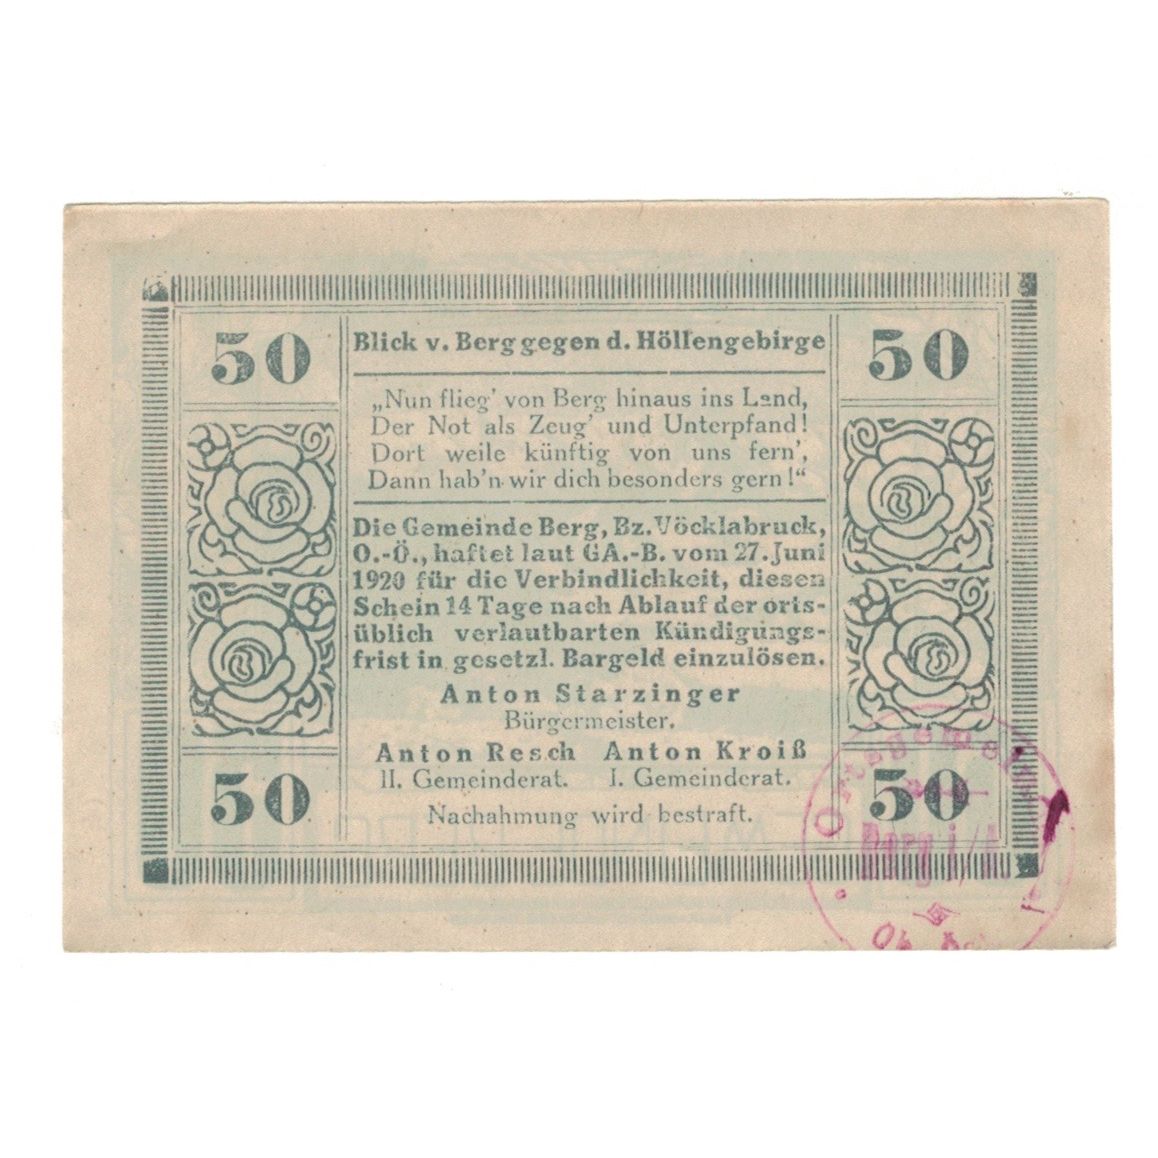 50
Blick v. Berg gegen d. Höllengebirge
50
„Nun flieg' von Berg hinaus ins Land,
Der Not als Zeug' und Unterpfand!
Dort weile künftig von uns fern',
Dann hab'n wir dich besonders gern!“
Die Gemeinde Berg, Bz. Vöcklabruck,
O.-Ö., haftet laut GA.-B. vom 27. Juni
1920 für die Verbindlichkeit, diesen
Schein 14 Tage nach Ablauf der orts-
üblich verlautbarten Kündigungs-
frist in gesetzl. Bargeld einzulösen.
Anton Starzinger
Bürgermeister.
Anton Resch Anton Kroiß
II. Gemeinderat. I. Gemeinderat.
Nachahmung wird bestraft.
50
50
Berg